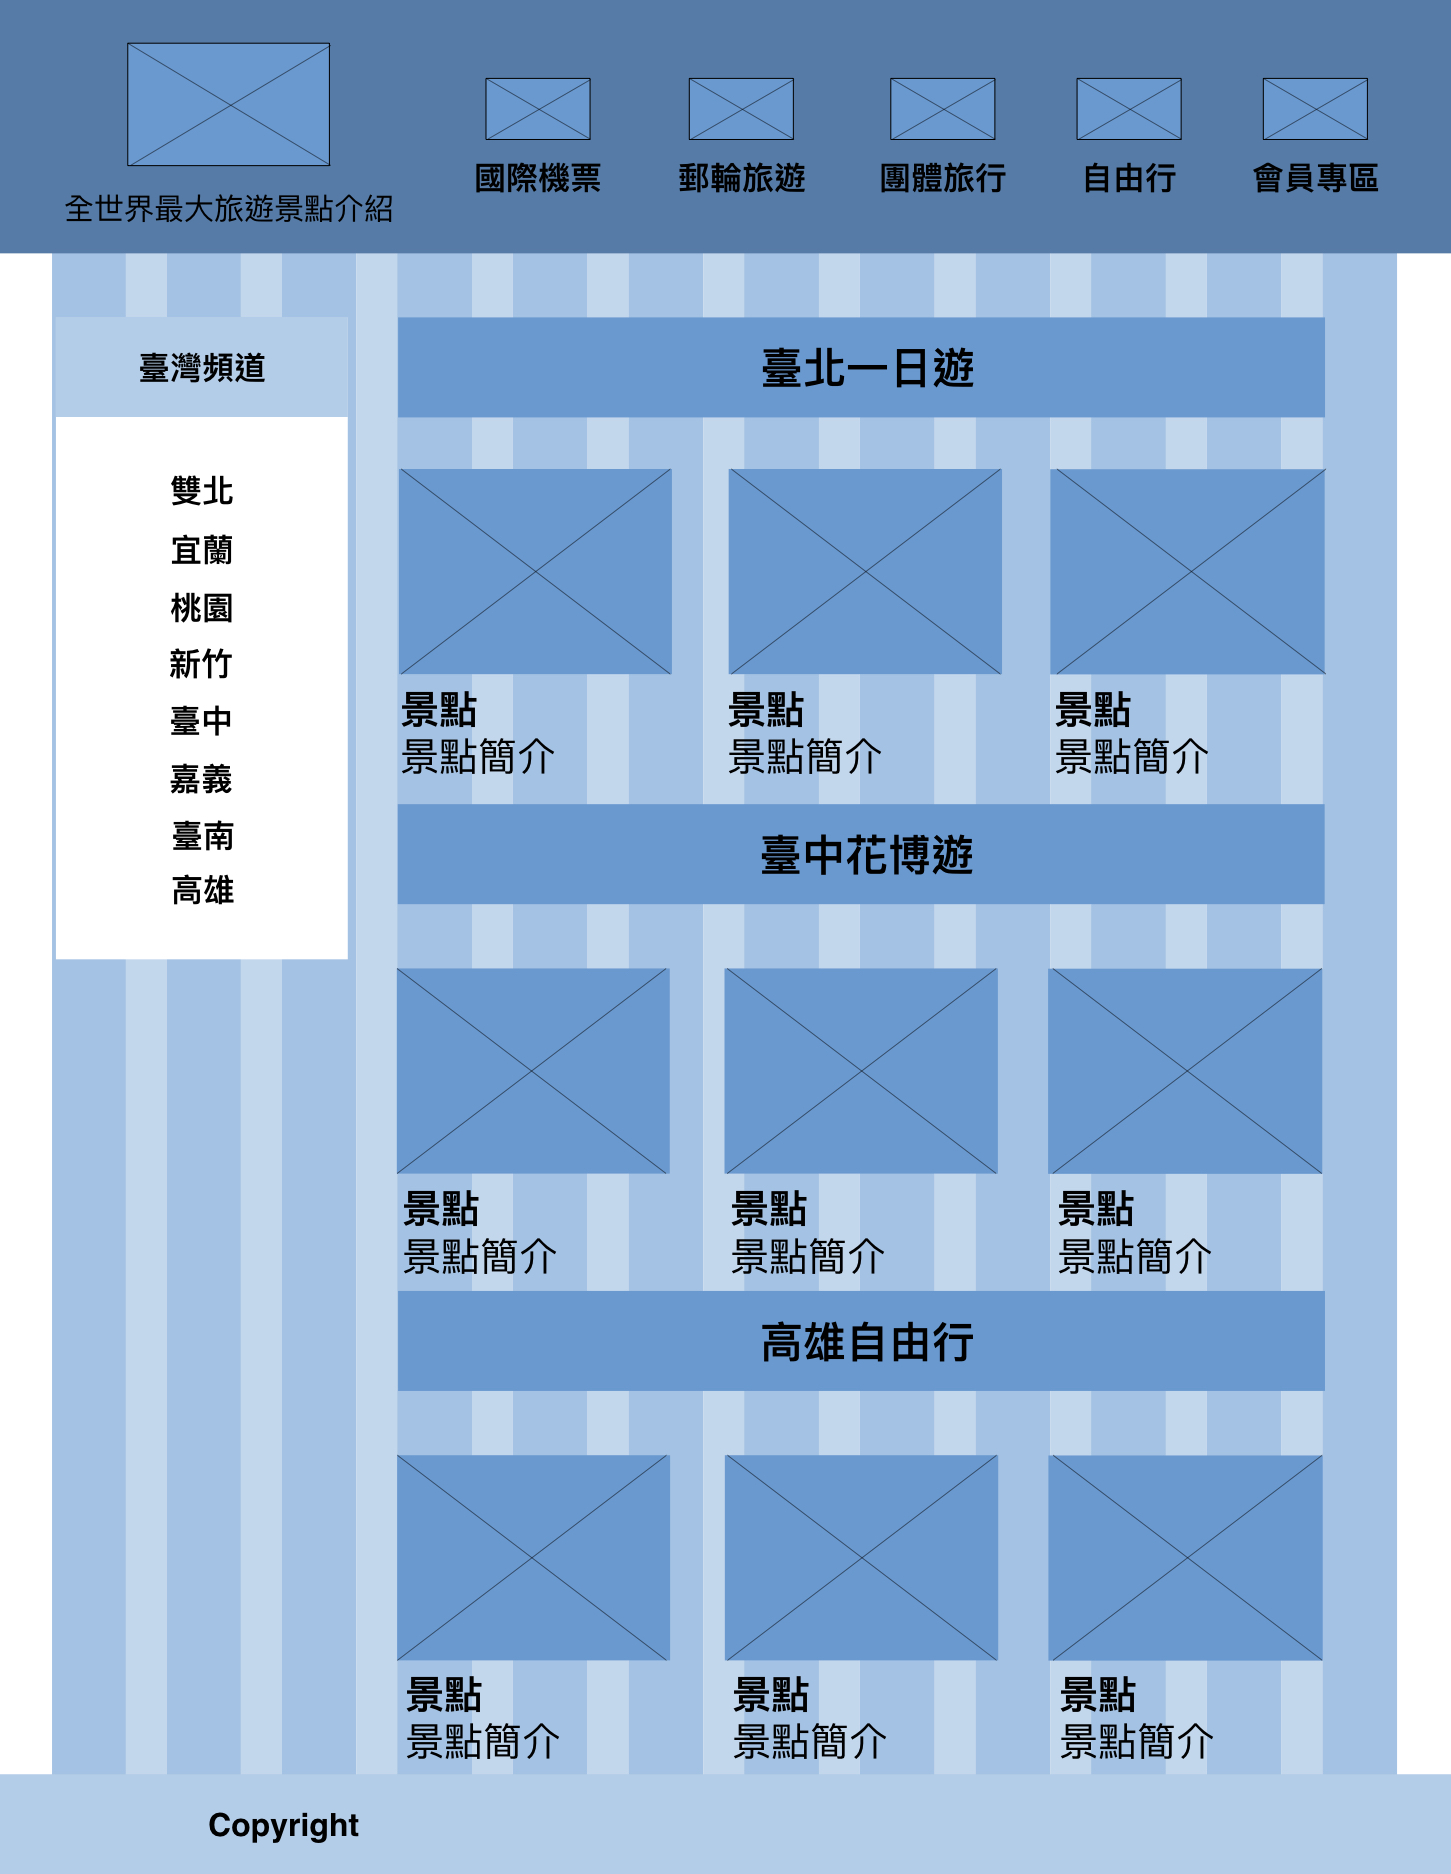 全世界最大旅遊景點介紹
國際機票
郵輪旅遊
團體旅行
自由行
會員專區
臺灣頻道
雙北
宜蘭
桃園
新竹
臺中
嘉義
臺南
高雄
臺北一日遊
景點
景點簡介
景點
景點簡介
景點
景點簡介
臺中花博遊
景點
景點簡介
景點
景點簡介
景點
景點簡介
高雄自由行
景點
景點簡介
景點
景點簡介
景點
景點簡介
Copyright